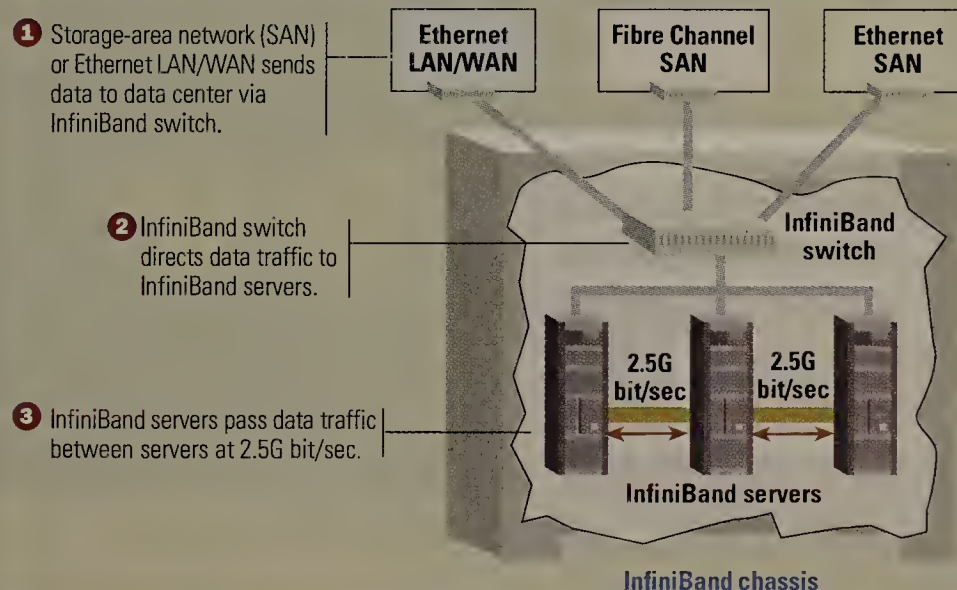 1 Storage-area network (SAN)
or Ethernet LAN/WAN sends
data to data center via
InfiniBand switch.
Ethernet
LAN/WAN
Fibre Channel
SAN
Ethernet
SAN
2 InfiniBand switch
directs data traffic to
InfiniBand servers.
InfiniBand
switch
3 InfiniBand servers pass data traffic
between servers at 2.5G bit/sec.
2.5G
bit/sec
2.5G
bit/sec
InfiniBand servers
InfiniBand chassis